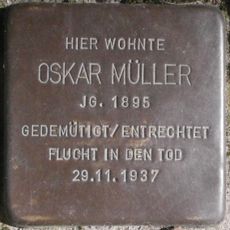 HIER WOHNTE
OSKAR MÜLLER
JG. 1895
GEDEMÜTIGT/ENTRECHTET
FLUCHT IN DEN TOD
29.11.1937